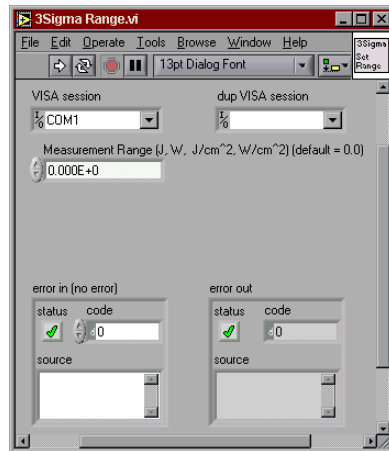 3Sigma Range.vi
File Edit Operate Tools Browse Window Help
13pt Dialog Font
3Sigma
Set
Range
VISA session
dup VISA session
I/O COM1
I/O
Measurement Range (J, W, J/cm^2, W/cm^2) (default = 0.0)
0.000E+0
error in (no error)
error out
status code
status code
d 0
d 0
source
source